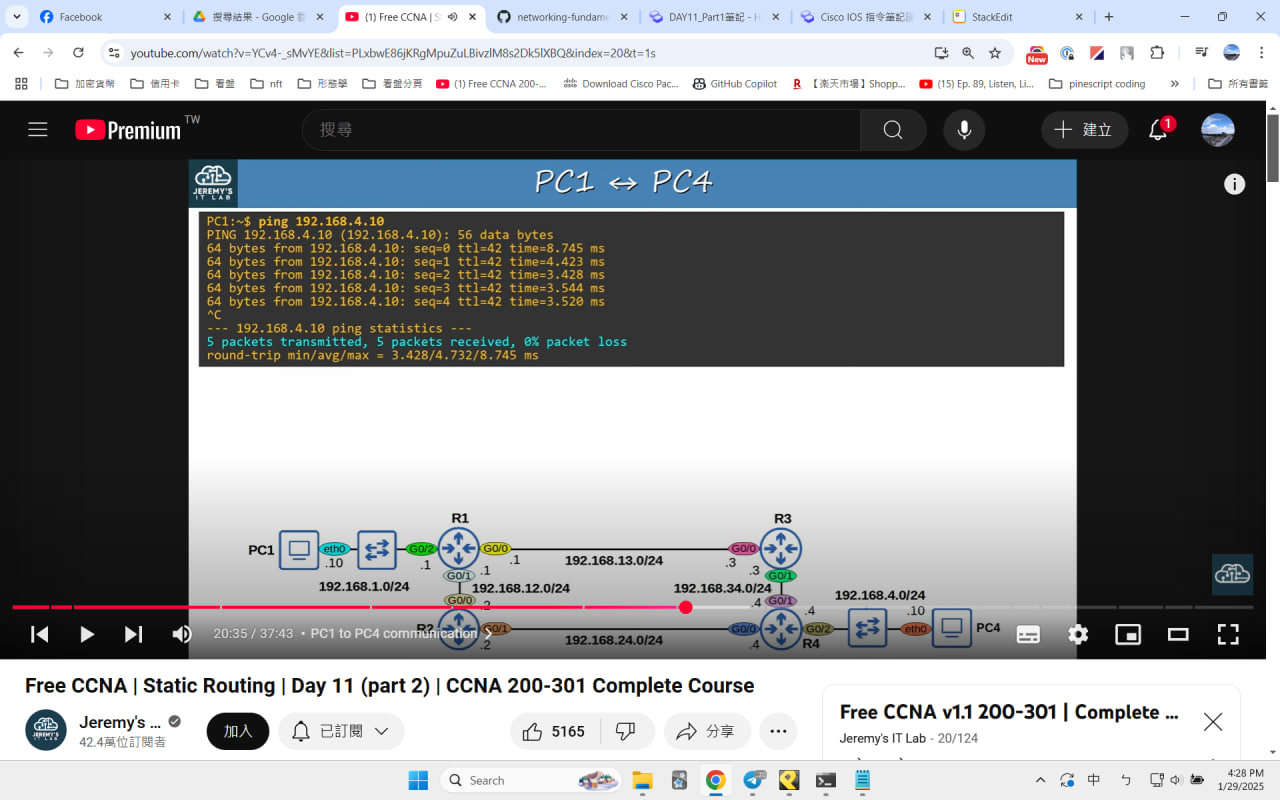 Facebook
搜尋結果 - Google 雲
(1) Free CCNA | S
networking-fundame
DAY11_Part1筆記 - H
Cisco IOS 指令筆記
StackEdit
youtube.com/watch?v=YCv4-_sMvYE&list=PLxbwE86jKRgMpuZuLBivzlM8s2Dk5lXBQ&index=20&t=1s
New
加密貨幣
信用卡
看盤
nft
形態學
看盤分頁
(1) Free CCNA 200-...
Download Cisco Pac...
GitHub Copilot
【楽天市場】Shopp...
(15) Ep. 89, Listen, Li...
pinescript coding
所有書籤
Premium TW
搜尋
建立
1
JEREMY'S IT LAB
PC1 ↔ PC4
PC1:~$ ping 192.168.4.10
PING 192.168.4.10 (192.168.4.10): 56 data bytes
64 bytes from 192.168.4.10: seq=0 ttl=42 time=8.745 ms
64 bytes from 192.168.4.10: seq=1 ttl=42 time=4.423 ms
64 bytes from 192.168.4.10: seq=2 ttl=42 time=3.428 ms
64 bytes from 192.168.4.10: seq=3 ttl=42 time=3.544 ms
64 bytes from 192.168.4.10: seq=4 ttl=42 time=3.520 ms
^C
--- 192.168.4.10 ping statistics ---
5 packets transmitted, 5 packets received, 0% packet loss
round-trip min/avg/max = 3.428/4.732/8.745 ms
R1
R3
PC1
eth0
G0/2
G0/0
G0/0
.10
.1
.1
192.168.13.0/24
.3
192.168.1.0/24
G0/1
.1
.3
G0/1
192.168.12.0/24
192.168.34.0/24
G0/0
.2
.4
G0/1
192.168.4.0/24
.4
.10
R2
G0/1
.2
192.168.24.0/24
G0/0
.4
R4
G0/2
eth0
PC4
20:35 / 37:43 • PC1 to PC4 communication
Free CCNA | Static Routing | Day 11 (part 2) | CCNA 200-301 Complete Course
Jeremy's ...
42.4萬位訂閱者
加入
已訂閱
5165
分享
Free CCNA v1.1 200-301 | Complete ...
Jeremy's IT Lab - 20/124
Search
中
4:28 PM
1/29/2025